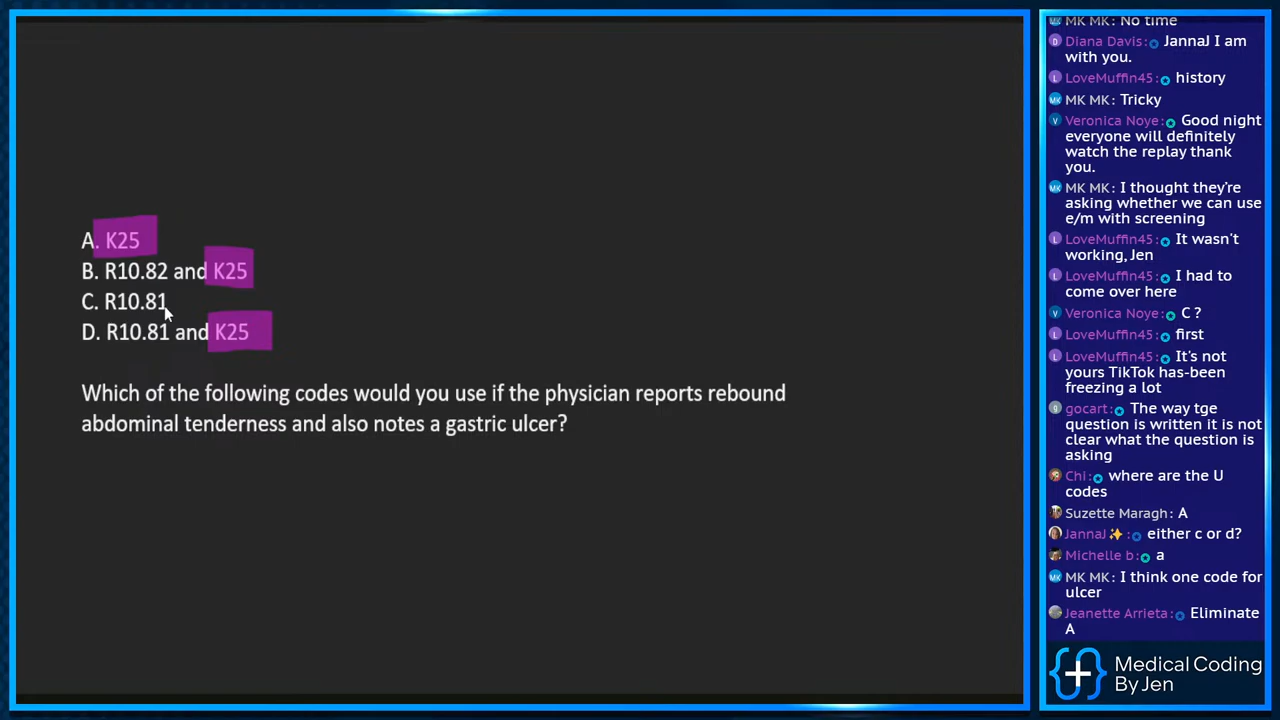 A. K25
B. R10.82 and K25
C. R10.81
D. R10.81 and K25
Which of the following codes would you use if the physician reports rebound
abdominal tenderness and also notes a gastric ulcer?
MK MK: No time
Diana Davis: JannaJ I am
with you.
LoveMuffin45: history
MK MK: Tricky
Veronica Noye: Good night
everyone will definitely
watch the replay thank
you.
MK MK: I thought they're
asking whether we can use
e/m with screening
LoveMuffin45: It wasn't
working, Jen
LoveMuffin45: I had to
come over here
Veronica Noye: C ?
LoveMuffin45: first
LoveMuffin45: It's not
yours TikTok has-been
freezing a lot
gocart: The way tge
question is written it is not
clear what the question is
asking
Chi: where are the U
codes
Suzette Maragh: A
JannaJ✨: either c or d?
Michelle b: a
MK MK: I think one code for
ulcer
Jeanette Arrieta: Eliminate
A
Medical Coding
By Jen